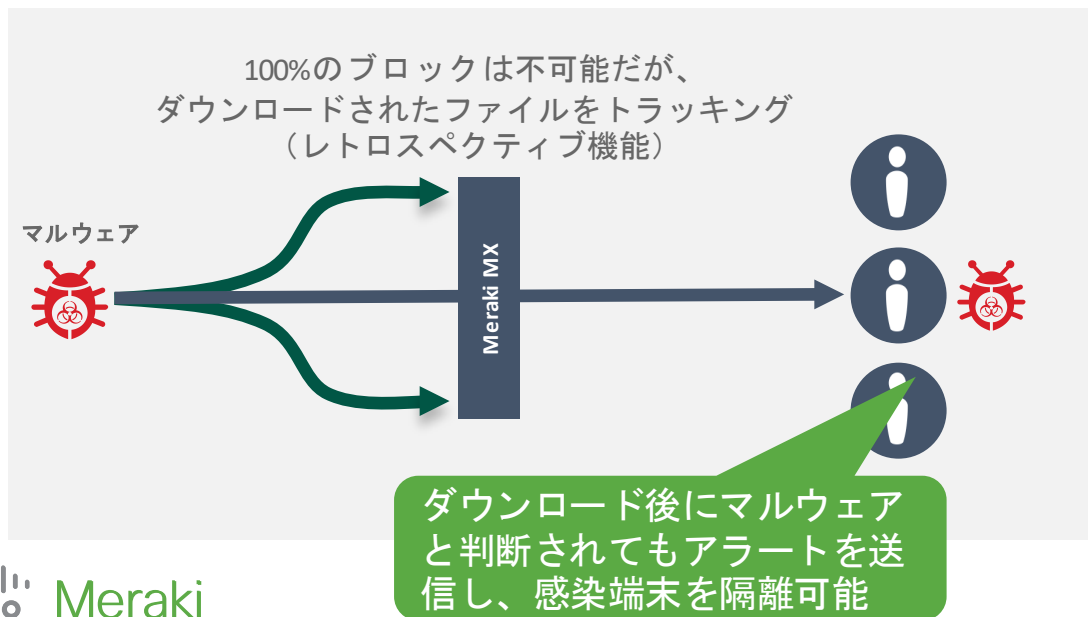 100%のブロックは不可能だが、
ダウンロードされたファイルをトラッキング
（レトロスペクティブ機能）
マルウェア
Meraki MX
ダウンロード後にマルウェア
と判断されてもアラートを送
信し、感染端末を隔離可能
Meraki